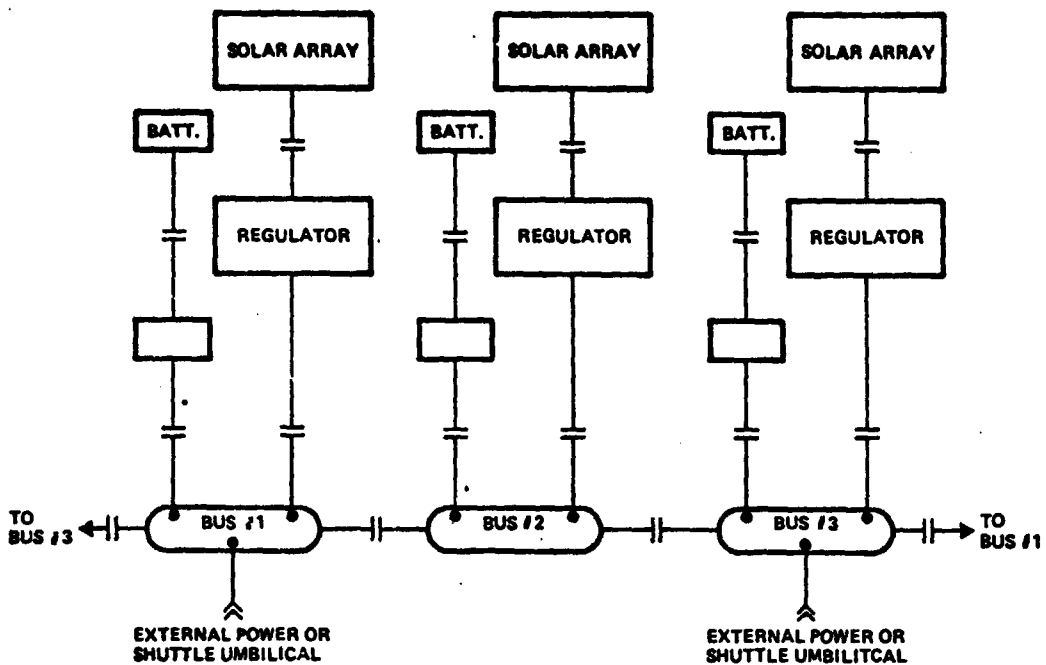 SOLAR ARRAY
SOLAR ARRAY
SOLAR ARRAY
BATT.
BATT.
BATT.
REGULATOR
REGULATOR
REGULATOR
TO
BUS #3
BUS #1
BUS #2
BUS #3
TO
BUS #1
EXTERNAL POWER OR
SHUTTLE UMBILICAL
EXTERNAL POWER OR
SHUTTLE UMBILITCAL